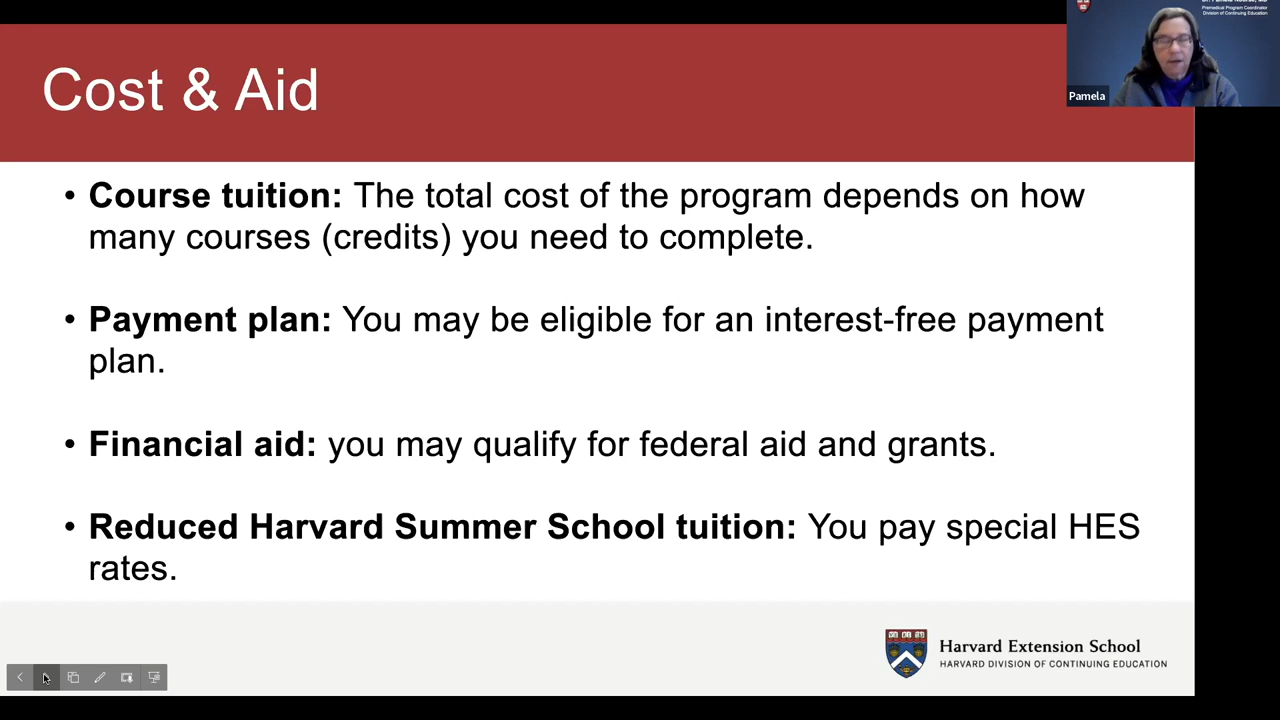 Cost & Aid
Premedical Program Coordinator
Division of Continuing Education
Pamela
• Course tuition: The total cost of the program depends on how
many courses (credits) you need to complete.
• Payment plan: You may be eligible for an interest-free payment
plan.
• Financial aid: you may qualify for federal aid and grants.
• Reduced Harvard Summer School tuition: You pay special HES
rates.
Harvard Extension School
HARVARD DIVISION OF CONTINUING EDUCATION